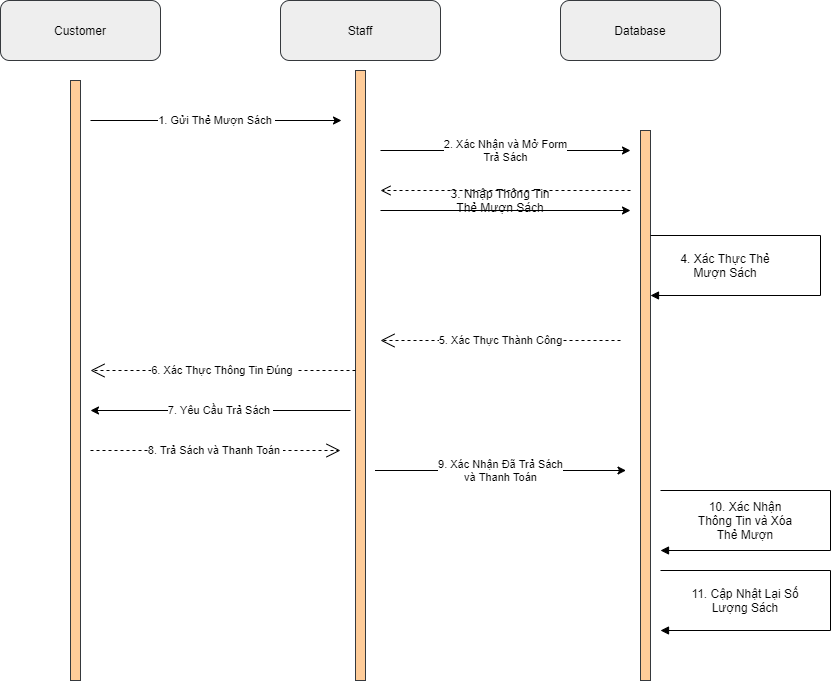 Customer
Staff
Database
1. Gửi Thẻ Mượn Sách
2. Xác Nhận và Mở Form
Trả Sách
3. Nhập Thông Tin
Thẻ Mượn Sách
4. Xác Thực Thẻ
Mượn Sách
5. Xác Thực Thành Công
6. Xác Thực Thông Tin Đúng
7. Yêu Cầu Trả Sách
8. Trả Sách và Thanh Toán
9. Xác Nhận Đã Trả Sách
và Thanh Toán
10. Xác Nhận
Thông Tin và Xóa
Thẻ Mượn
11. Cập Nhật Lại Số
Lượng Sách